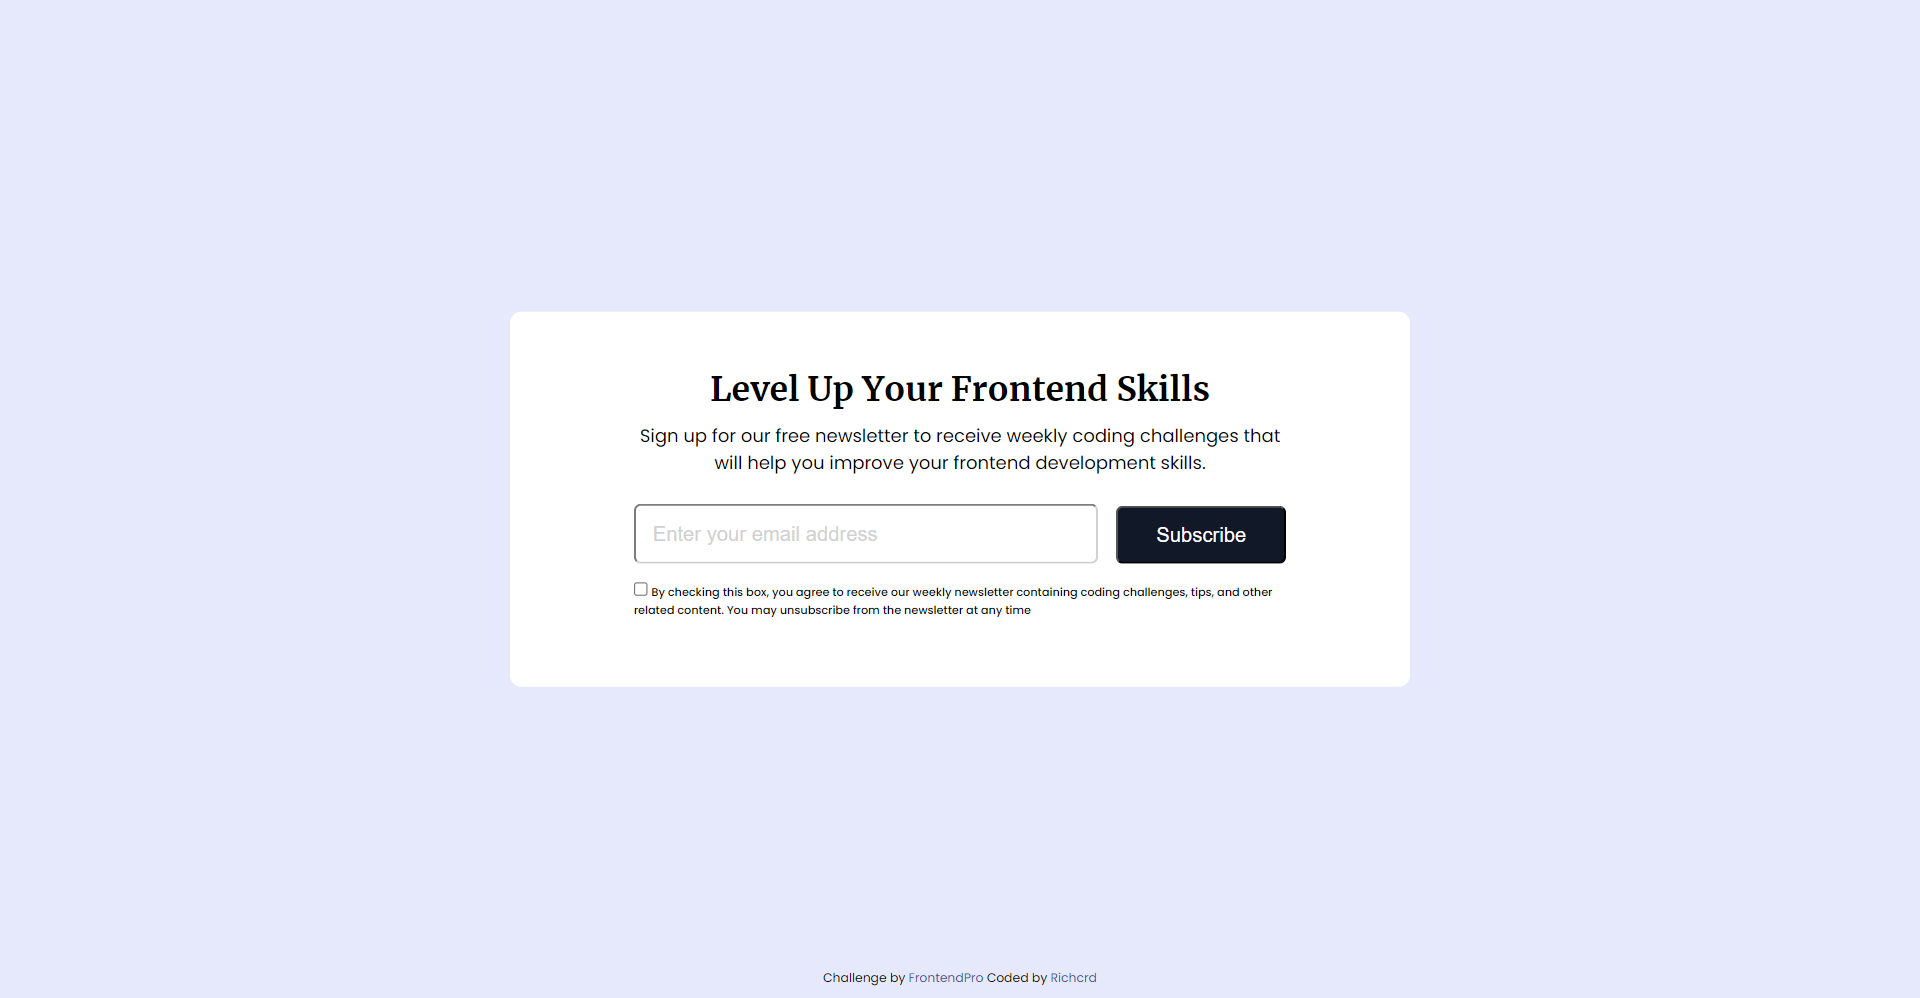 Level Up Your Frontend Skills
Sign up for our free newsletter to receive weekly coding challenges that
will help you improve your frontend development skills.
Enter your email address
Subscribe
By checking this box, you agree to receive our weekly newsletter containing coding challenges, tips, and other
related content. You may unsubscribe from the newsletter at any time
Challenge by FrontendPro Coded by Richcrd